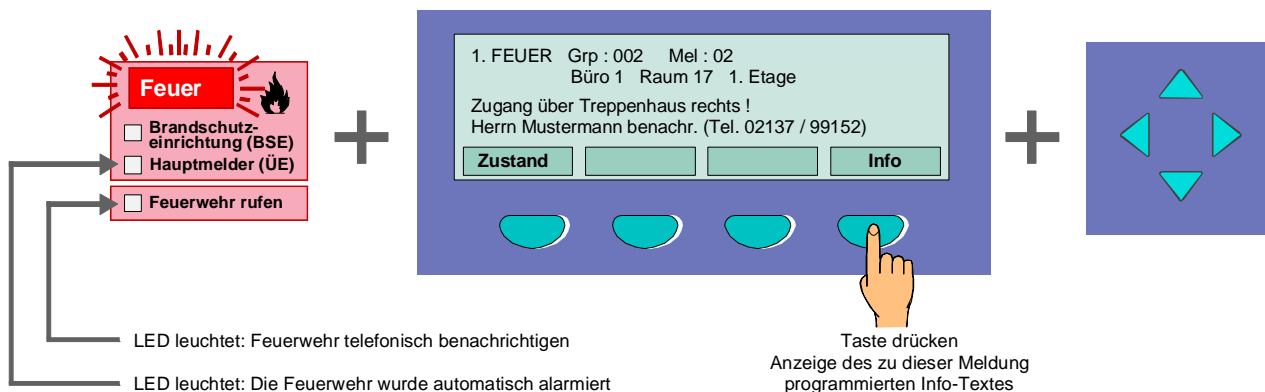 Feuer
Brandschutz-
einrichtung (BSE)
Hauptmelder (ÜE)
Feuerwehr rufen
1. FEUER Grp : 002 Mel : 02
Büro 1 Raum 17 1. Etage
Zugang über Treppenhaus rechts !
Herrn Mustermann benachr. (Tel. 02137 / 99152)
Zustand
Info
LED leuchtet: Feuerwehr telefonisch benachrichtigen
LED leuchtet: Die Feuerwehr wurde automatisch alarmiert
Taste drücken
Anzeige des zu dieser Meldung
programmierten Info-Textes